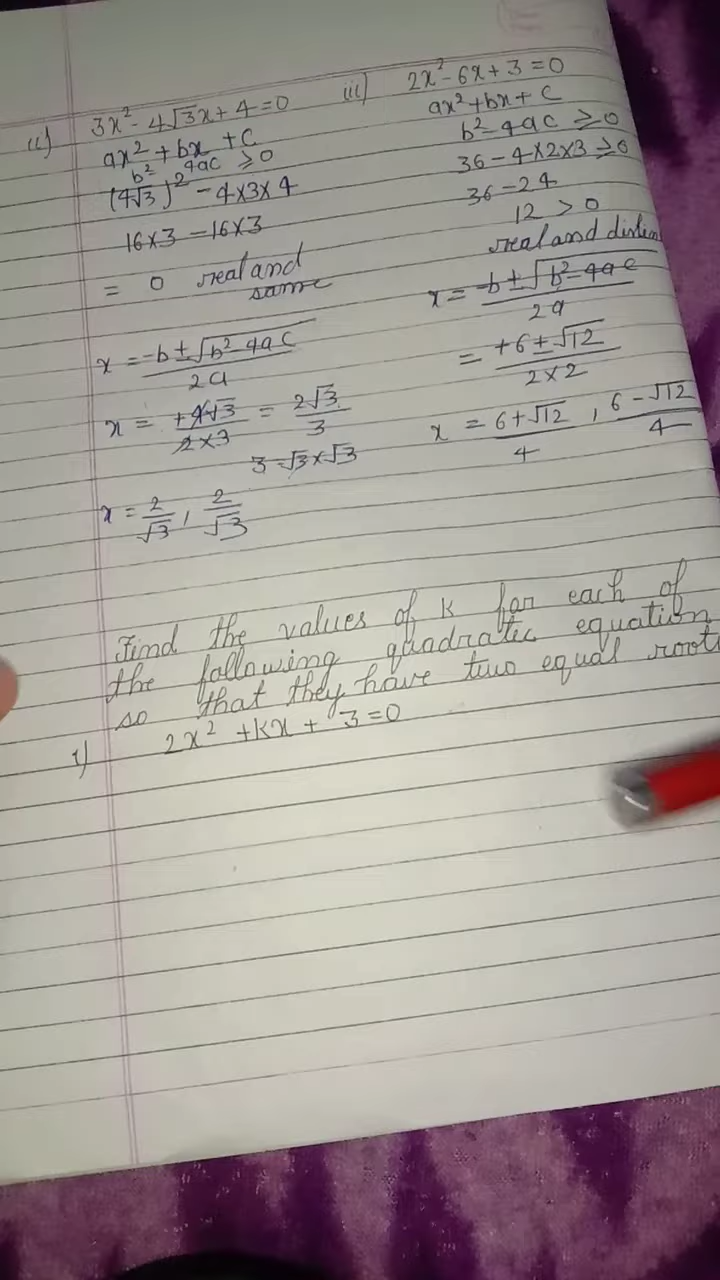 ii) 3x² - 4√3x + 4 = 0
ax² + bx + c
b² 4ac ≥ 0
(4√3)² - 4×3×4
16×3 - 16×3
= 0 real and
same
x = -b ± √b² - 4ac / 2a
x = +4√3 / 2×3 = 2√3 / 3
3 √3×√3
x = 2/√3 , 2/√3
iii) 2x² - 6x + 3 = 0
ax² + bx + c
b² - 4ac ≥ 0
36 - 4×2×3 ≥ 0
36 - 24
12 > 0
real and distin
x = -b ± √b² - 4ac / 2a
= +6 ± √12 / 2×2
x = 6+√12 / 4 , 6-√12 / 4
Find the values of K for each of
the following quadratic equation
so that they have two equal root
1) 2x² + kx + 3 = 0